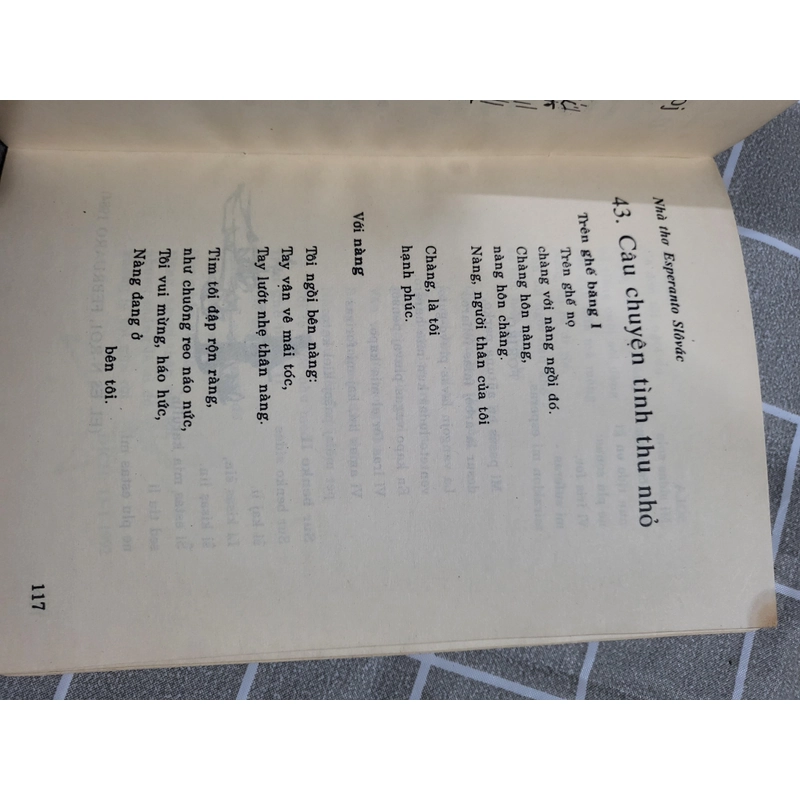 Nhà thơ Esperanto Slôvác
43. Câu chuyện tình thu nhỏ
Trên ghế băng I
Trên ghế nọ
chàng với nàng ngồi đó.
Chàng hôn nàng,
nàng hôn chàng.
Nàng, người thân của tôi
Chàng, là tôi
hạnh phúc.
Với nàng
Tôi ngồi bên nàng:
Tay vận vê mái tóc,
Tay lướt nhẹ thân nàng.
Tim tôi đập rộn ràng,
như chuông reo náo nức,
Tôi vui mừng, háo hức,
Nàng đang ở
bên tôi.
117